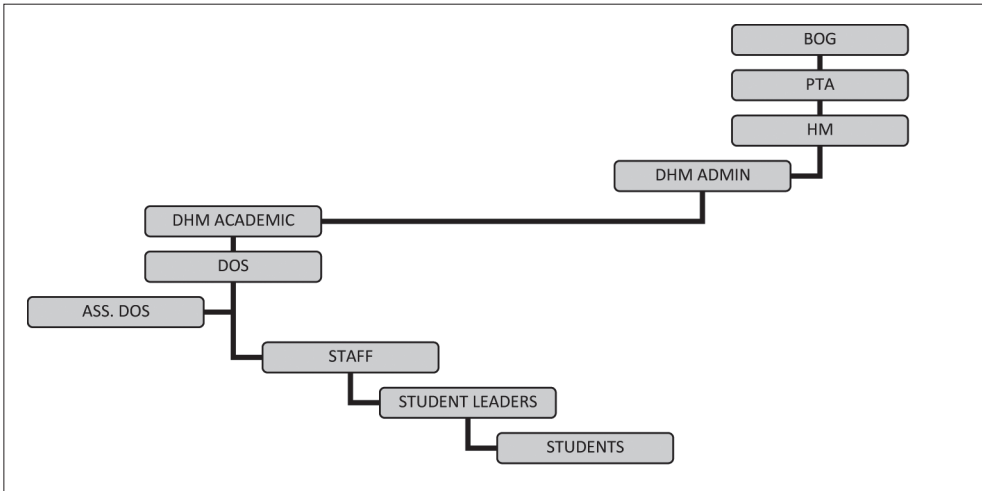 BOG
PTA
HM
DHM ADMIN
DHM ACADEMIC
DOS
ASS. DOS
STAFF
STUDENT LEADERS
STUDENTS